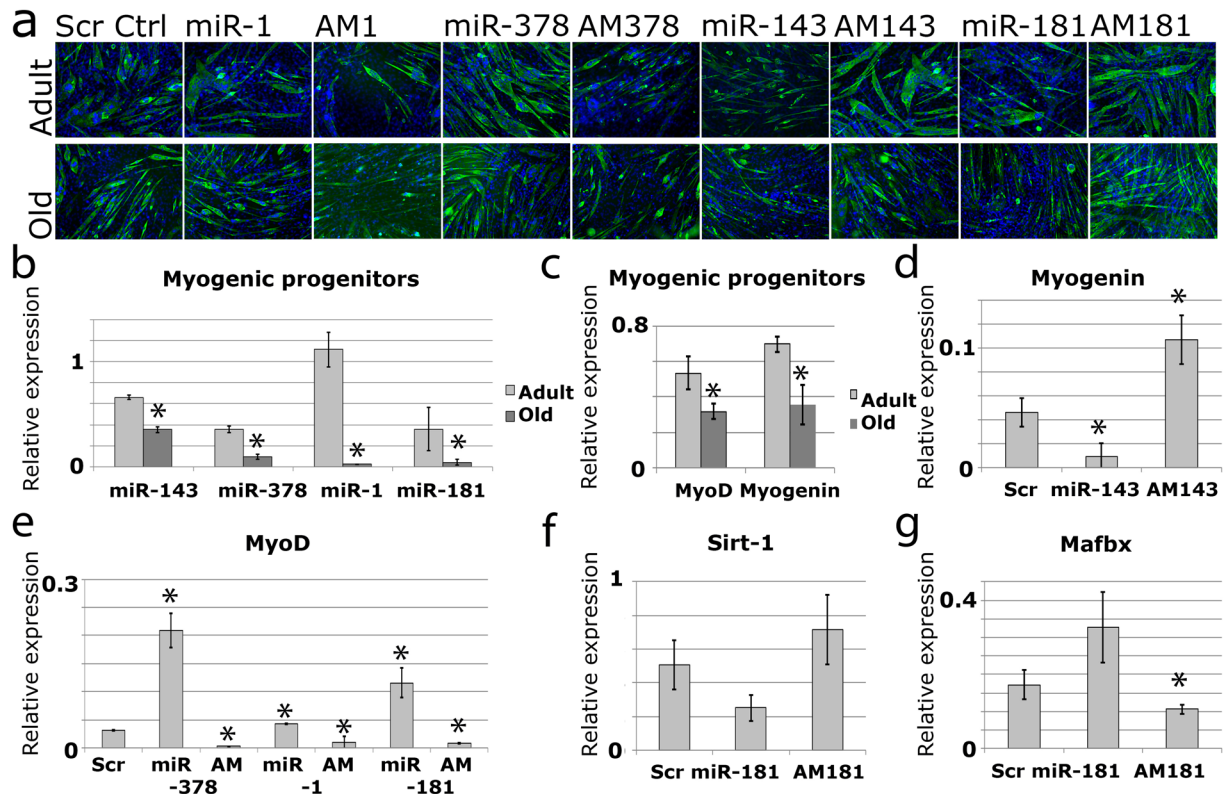 a
Scr Ctrl miR-1 AM1 miR-378 AM378 miR-143 AM143 miR-181 AM181
Adult
Old
b
Myogenic progenitors
Relative expression
1
0
miR-143 miR-378 miR-1 miR-181
* * * *
Adult
Old
c
Myogenic progenitors
Relative expression
0.8
0
MyoD Myogenin
* *
Adult
Old
d
Myogenin
Relative expression
0.1
0
Scr miR-143 AM143
* *
e
MyoD
Relative expression
0.3
0
* * * * * *
Scr miR AM miR AM miR AM
-378 -1 -181
f
Sirt-1
Relative expression
1
0
Scr miR-181 AM181
g
Mafbx
Relative expression
0.4
0
*
Scr miR-181 AM181